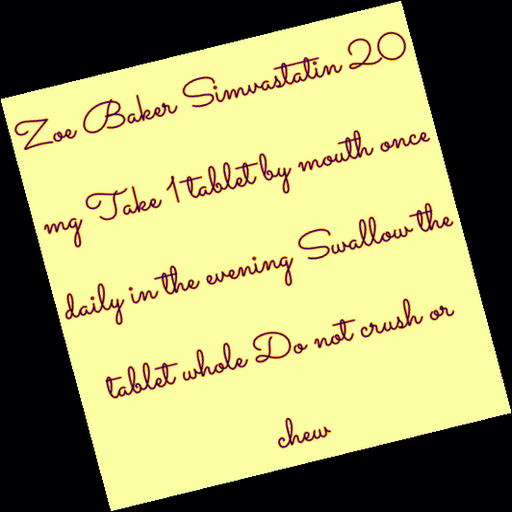 Zoe Baker Simvastatin 20
mg Take 1 tablet by mouth once
daily in the evening Swallow the
tablet whole Do not crush or
chew